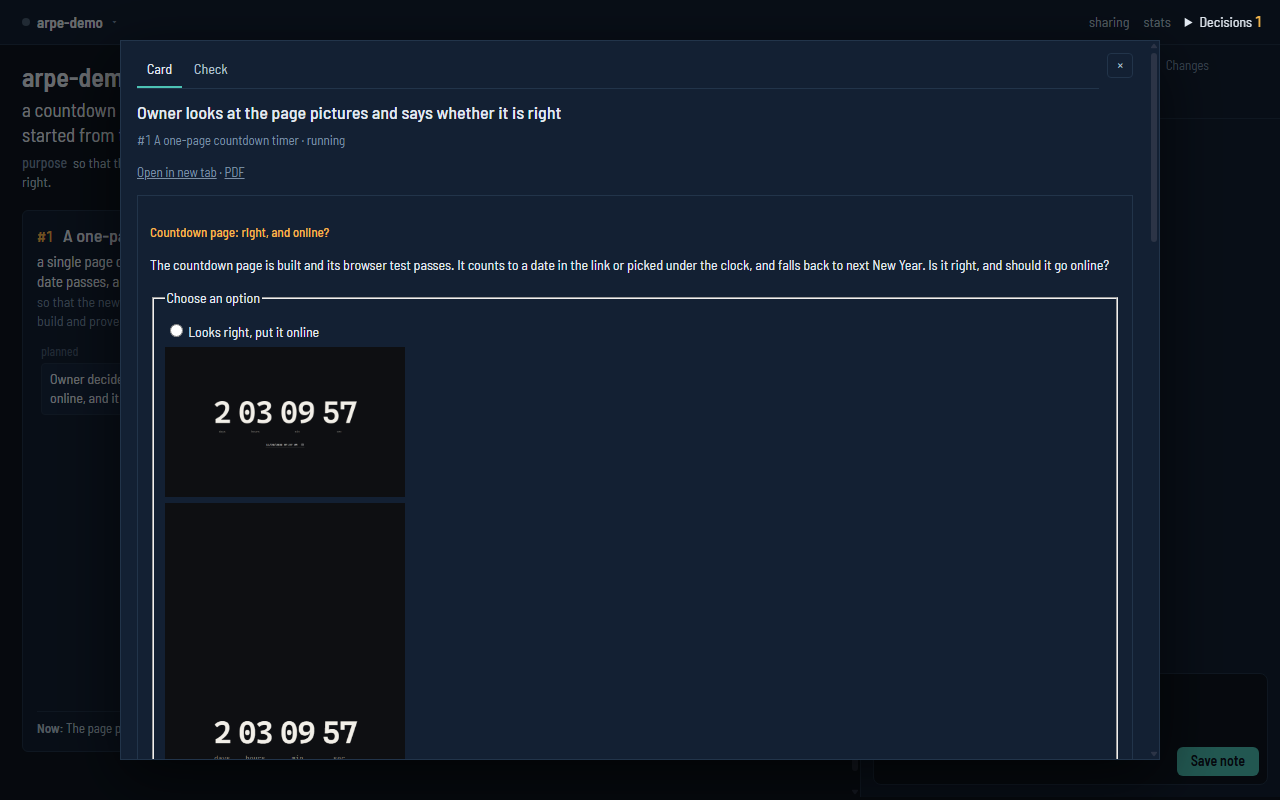 arpe-demo
sharing stats ▶ Decisions 1
Card Check
×
Changes
arpe-dem
a countdown
started from
purpose so that th
right.
Owner looks at the page pictures and says whether it is right
#1 A one-page countdown timer · running
Open in new tab · PDF
#1 A one-pa
a single page c
date passes, a
so that the new
build and prove
planned
Owner decide
online, and it
Now: The page p
Countdown page: right, and online?
The countdown page is built and its browser test passes. It counts to a date in the link or picked under the clock, and falls back to next New Year. Is it right, and should it go online?
Choose an option
Looks right, put it online
2 03 09 57
2 03 09 57
days hours min sec
Save note